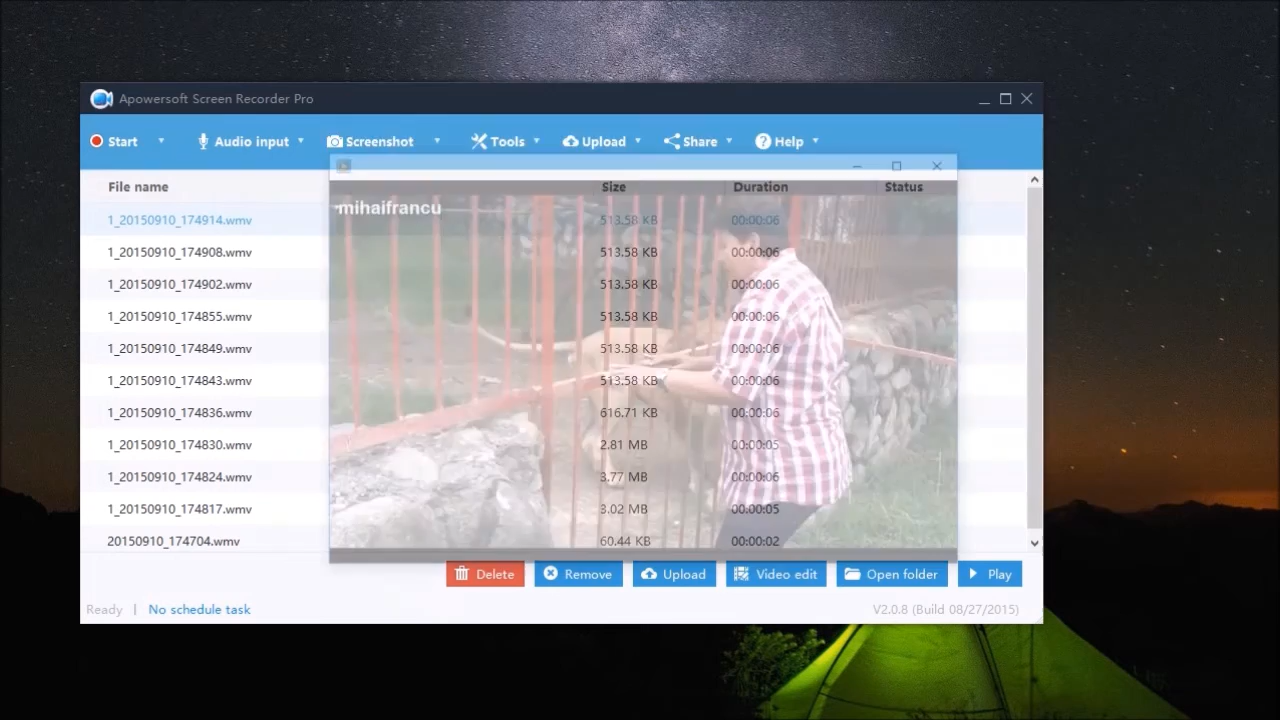 Apowersoft Screen Recorder Pro
Start Audio input Screenshot Tools Upload Share Help
File name Size Duration Status
mihaifrancu
1_20150910_174914.wmv 513.58 KB 00:00:06
1_20150910_174908.wmv 513.58 KB 00:00:06
1_20150910_174902.wmv 513.58 KB 00:00:06
1_20150910_174855.wmv 513.58 KB 00:00:06
1_20150910_174849.wmv 513.58 KB 00:00:06
1_20150910_174843.wmv 513.58 KB 00:00:06
1_20150910_174836.wmv 616.71 KB 00:00:06
1_20150910_174830.wmv 2.81 MB 00:00:05
1_20150910_174824.wmv 3.77 MB 00:00:06
1_20150910_174817.wmv 3.02 MB 00:00:05
20150910_174704.wmv 60.44 KB 00:00:02
Delete Remove Upload Video edit Open folder Play
Ready | No schedule task V2.0.8 (Build 08/27/2015)